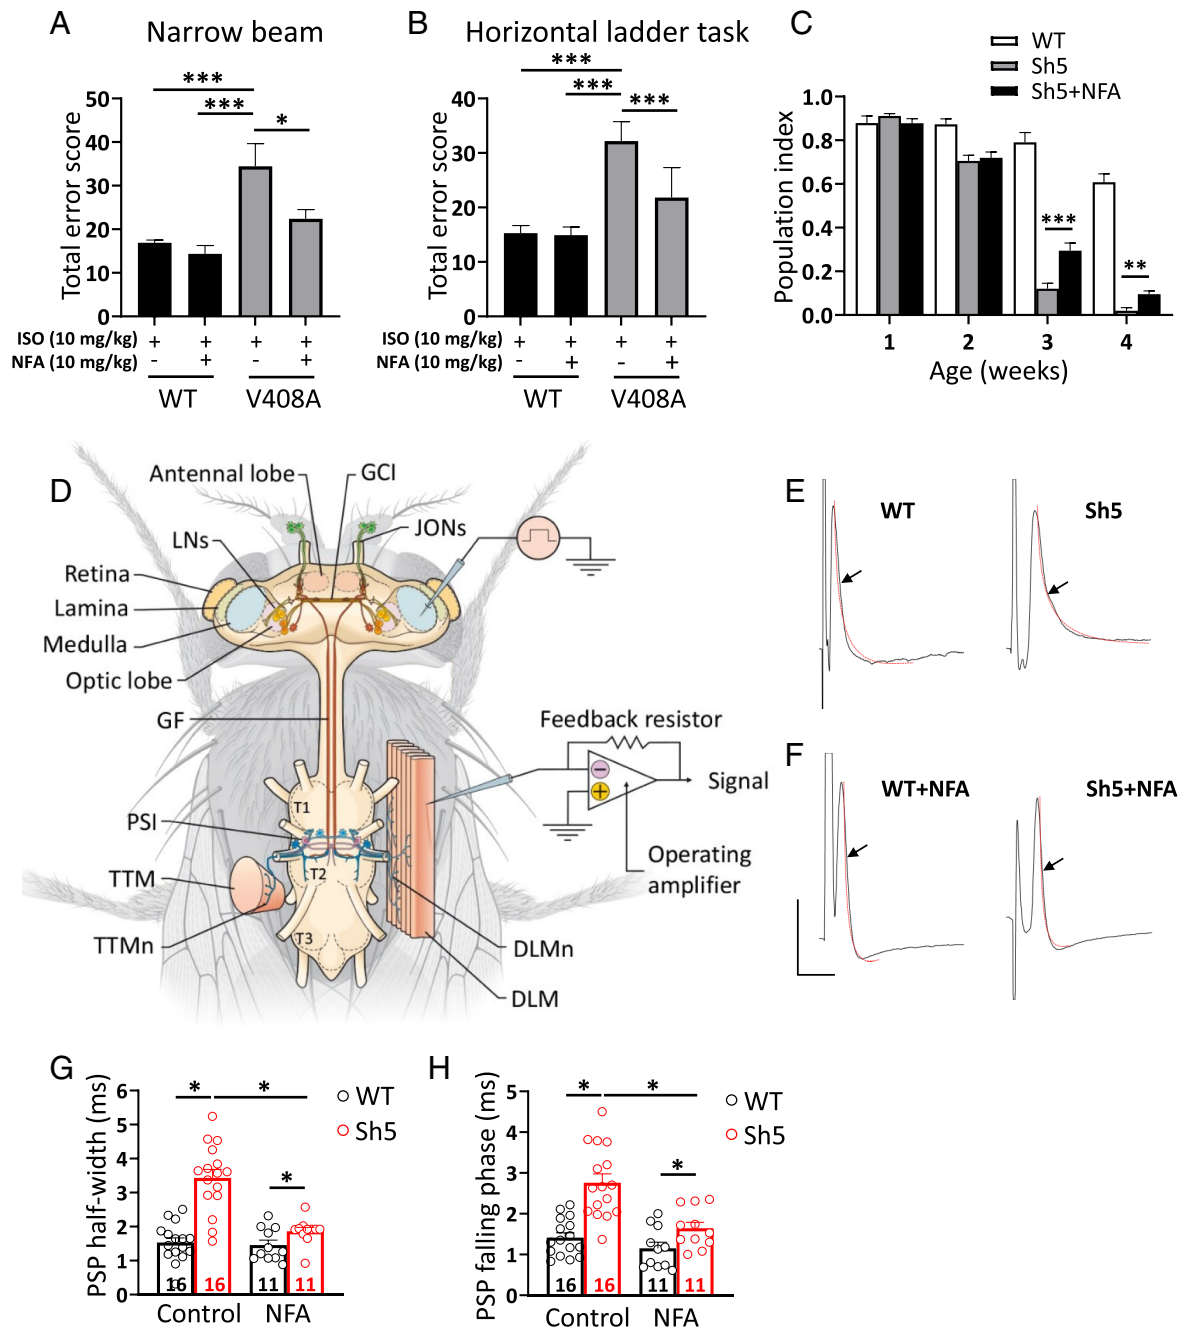 A
Narrow beam
***
***
*
Total error score
50
40
30
20
10
0
ISO (10 mg/kg) + + + +
NFA (10 mg/kg) - + - +
WT V408A
B
Horizontal ladder task
***
***
***
Total error score
40
30
20
10
0
ISO (10 mg/kg) + + + +
NFA (10 mg/kg) - + - +
WT V408A
C
WT
Sh5
Sh5+NFA
Population index
1.0
0.8
0.6
0.4
0.2
0.0
***
**
1 2 3 4
Age (weeks)
D
Antennal lobe
GCI
LNs
JONs
Retina
Lamina
Medulla
Optic lobe
GF
Feedback resistor
Signal
Operating
amplifier
T1
PSI
T2
TTM
T3
TTMn
DLMn
DLM
E
WT
Sh5
F
WT+NFA
Sh5+NFA
G
PSP half-width (ms)
6
5
4
3
2
1
0
* *
*
WT
Sh5
16 16 11 11
Control NFA
H
PSP falling phase (ms)
5
4
3
2
1
0
* *
*
WT
Sh5
16 16 11 11
Control NFA